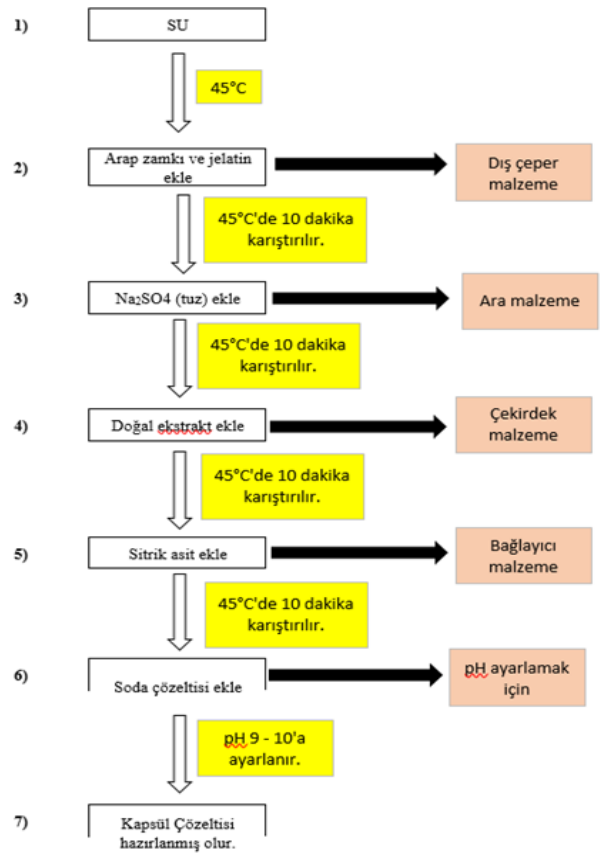 1)
SU
45°C
2)
Arap zamkı ve jelatin
ekle
Dış çeper
malzeme
45°C'de 10 dakika
karıştırılır.
3)
Na₂SO4 (tuz) ekle
Ara malzeme
45°C'de 10 dakika
karıştırılır.
4)
Doğal ekstrakt ekle
Çekirdek
malzeme
45°C'de 10 dakika
karıştırılır.
5)
Sitrik asit ekle
Bağlayıcı
malzeme
45°C'de 10 dakika
karıştırılır.
6)
Soda çözeltisi ekle
pH ayarlamak
için
pH 9 - 10'a
ayarlanır.
7)
Kapsül Çözeltisi
hazırlanmış olur.